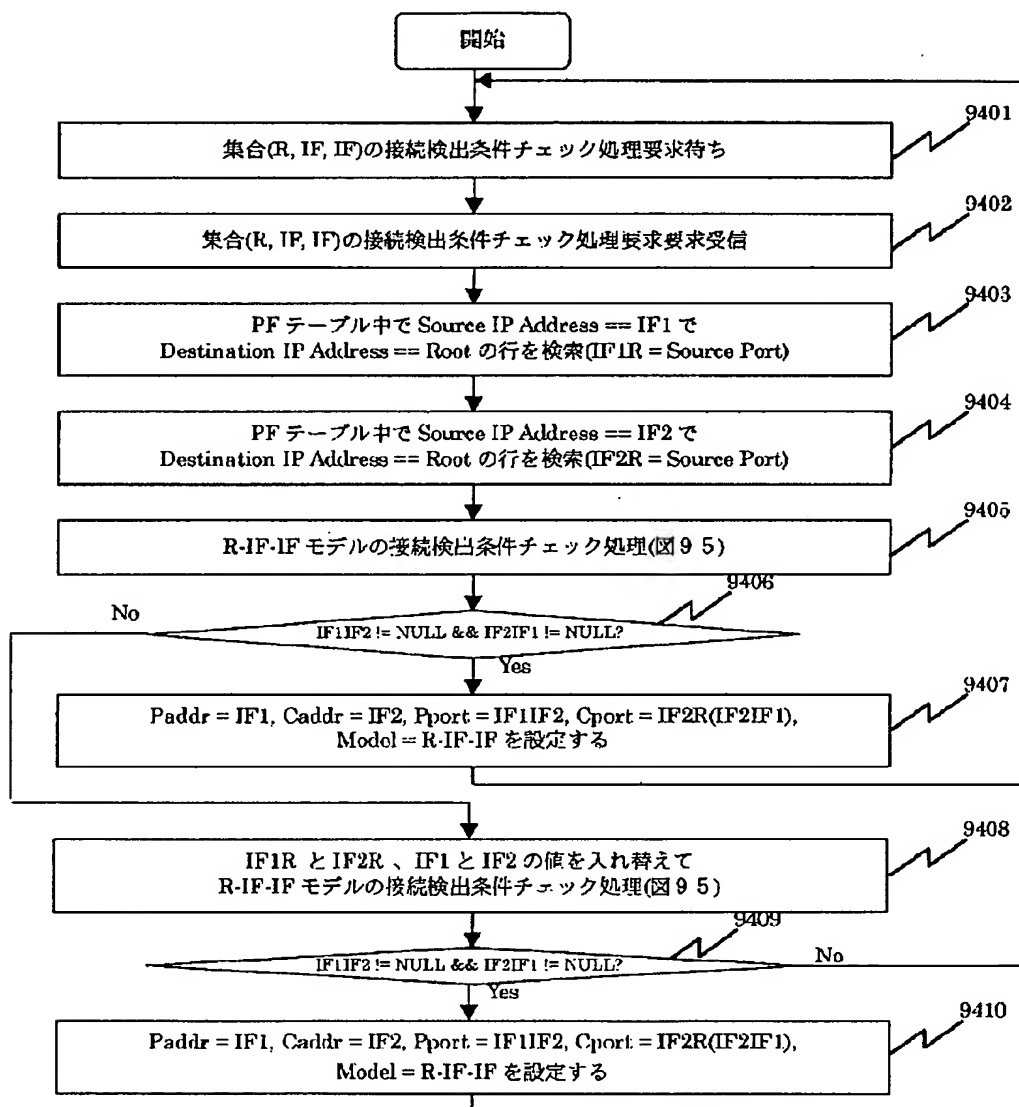 開始
9401
集合(R, IF, IF)の接続検出条件チェック処理要求待ち
9402
集合(R, IF, IF)の接続検出条件チェック処理要求要求受信
9403
PF テーブル中で Source IP Address == IF1 で
Destination IP Address == Root の行を検索(IF1R = Source Port)
9404
PF テーブル中で Source IP Address == IF2 で
Destination IP Address == Root の行を検索(IF2R = Source Port)
9405
R-IF-IF モデルの接続検出条件チェック処理(図９５)
9406
No
IF1IF2 != NULL && IF2IF1 != NULL?
Yes
9407
Paddr = IF1, Caddr = IF2, Pport = IF1IF2, Cport = IF2R(IF2IF1),
Model = R-IF-IF を設定する
9408
IF1R と IF2R 、IF1 と IF2 の値を入れ替えて
R-IF-IF モデルの接続検出条件チェック処理(図９５)
9409
IF1IF2 != NULL && IF2IF1 != NULL?
No
Yes
9410
Paddr = IF1, Caddr = IF2, Pport = IF1IF2, Cport = IF2R(IF2IF1),
Model = R-IF-IF を設定する